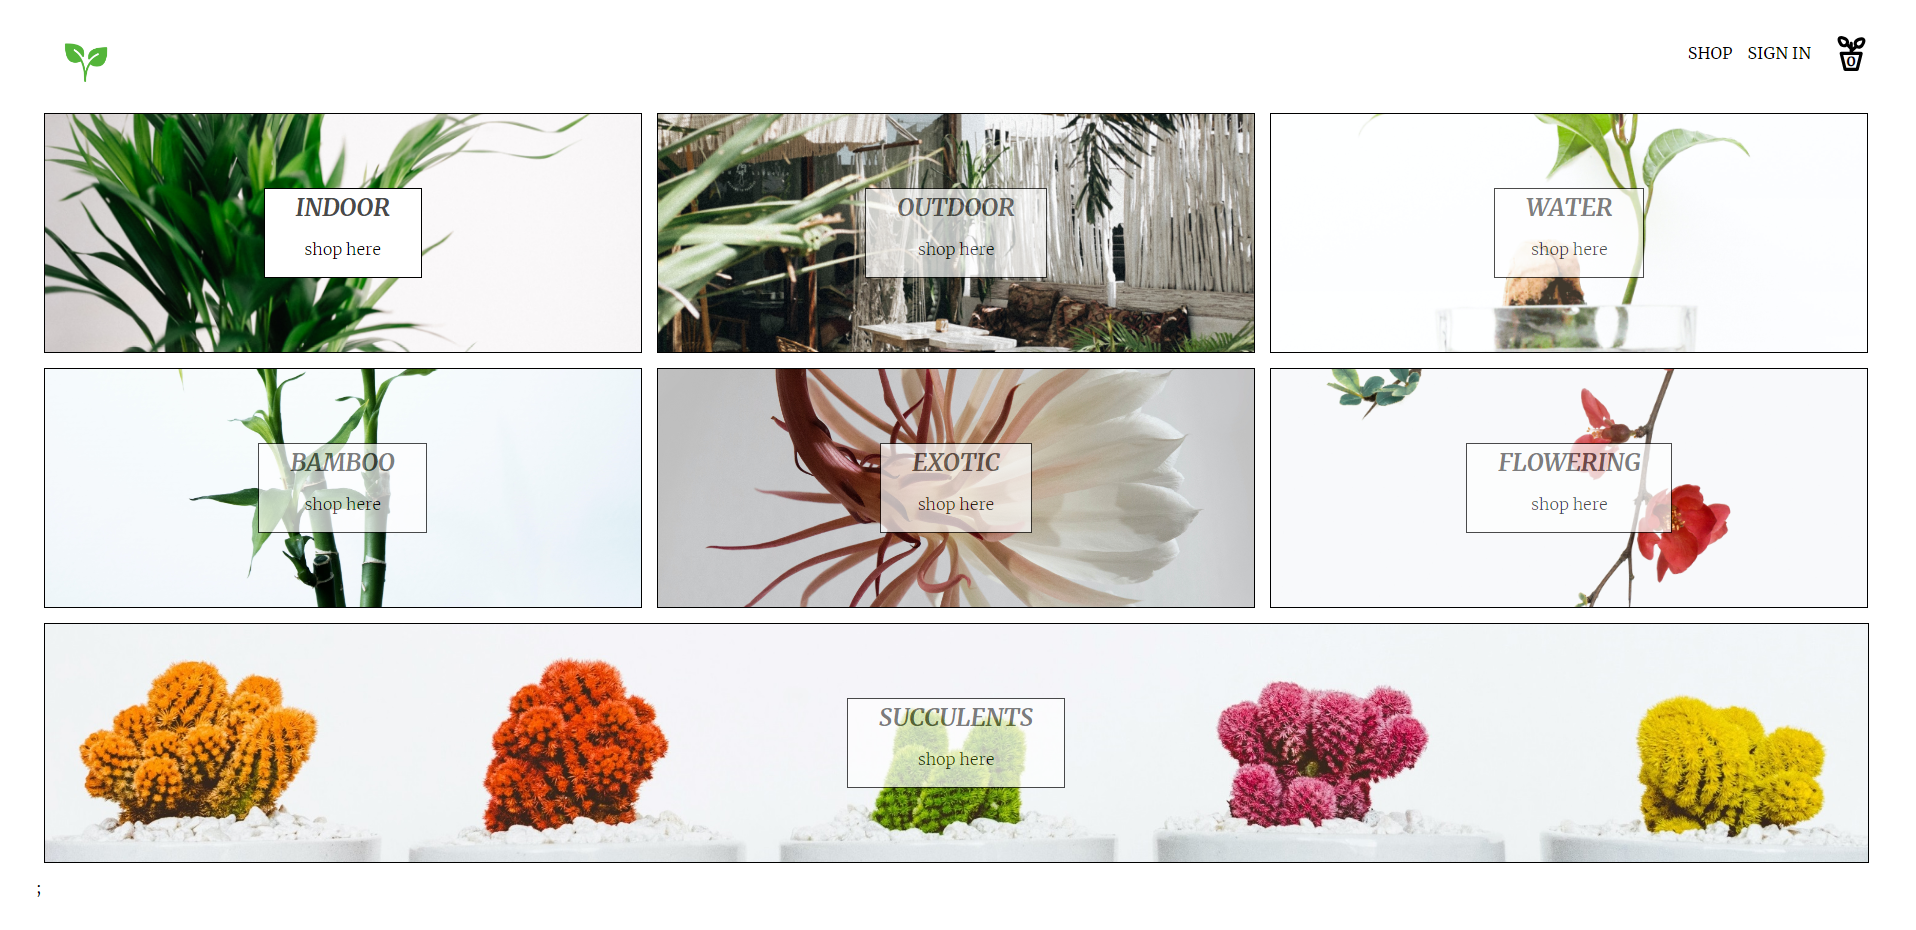 SHOP SIGN IN 0
INDOOR
shop here
OUTDOOR
shop here
WATER
shop here
BAMBOO
shop here
EXOTIC
shop here
FLOWERING
shop here
SUCCULENTS
shop here
;